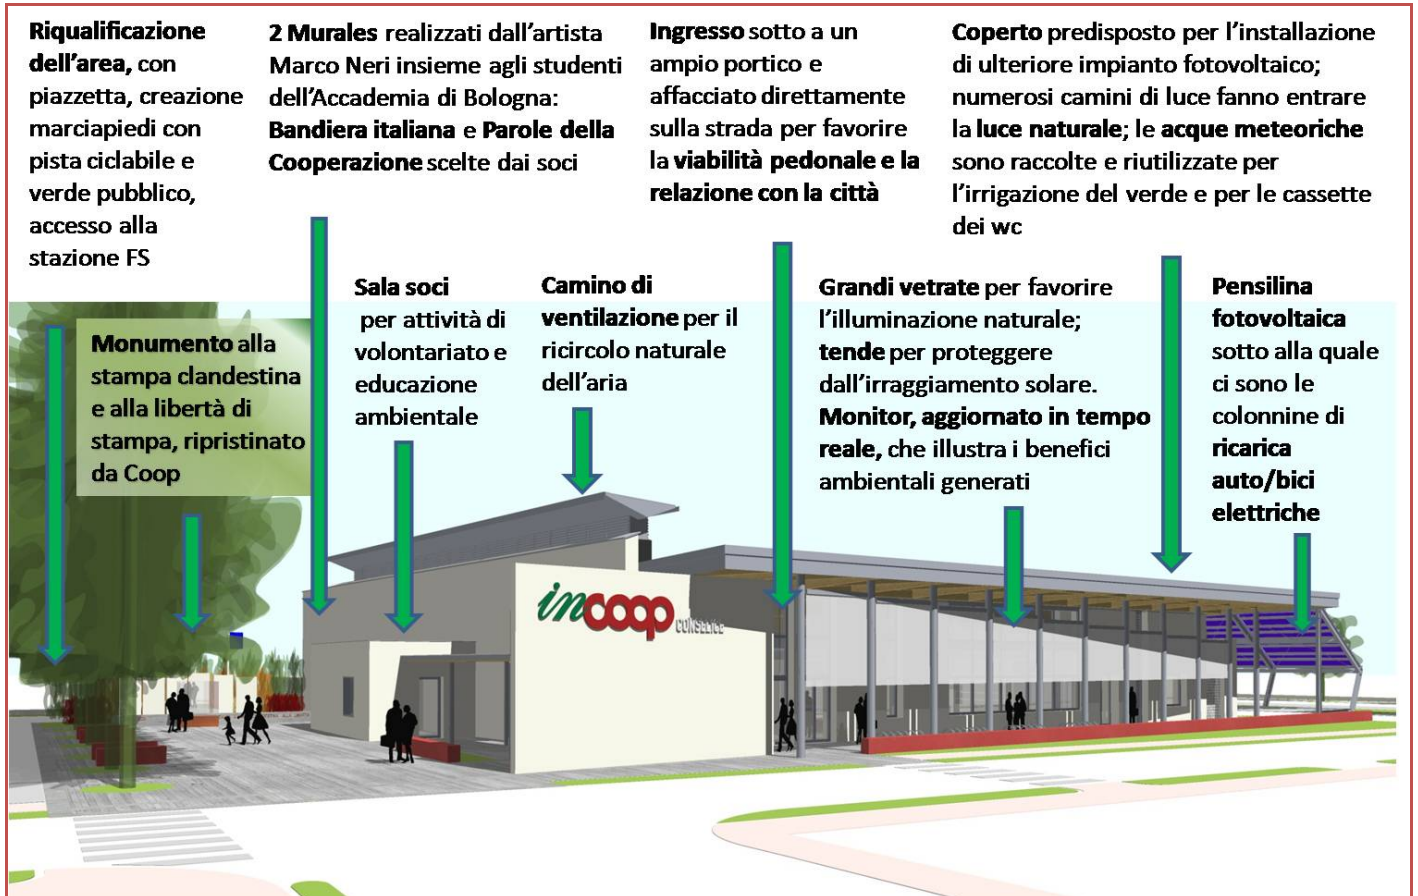 Riqualificazione
dell'area, con
piazzetta, creazione
marciapiedi con
pista ciclabile e
verde pubblico,
accesso alla
stazione FS
2 Murales realizzati dall'artista
Marco Neri insieme agli studenti
dell'Accademia di Bologna:
Bandiera italiana e Parole della
Cooperazione scelte dai soci
Ingresso sotto a un
ampio portico e
affacciato direttamente
sulla strada per favorire
la viabilità pedonale e la
relazione con la città
Coperto predisposto per l'installazione
di ulteriore impianto fotovoltaico;
numerosi camini di luce fanno entrare
la luce naturale; le acque meteoriche
sono raccolte e riutilizzate per
l'irrigazione del verde e per le cassette
dei wc
Monumento alla
stampa clandestina
e alla libertà di
stampa, ripristinato
da Coop
Sala soci
per attività di
volontariato e
educazione
ambientale
Camino di
ventilazione per il
ricircolo naturale
dell'aria
Grandi vetrate per favorire
l'illuminazione naturale;
tende per proteggere
dall'irraggiamento solare.
Monitor, aggiornato in tempo
reale, che illustra i benefici
ambientali generati
Pensilina
fotovoltaica
sotto alla quale
ci sono le
colonnine di
ricarica
auto/bici
elettriche
incoop
CONSELICE